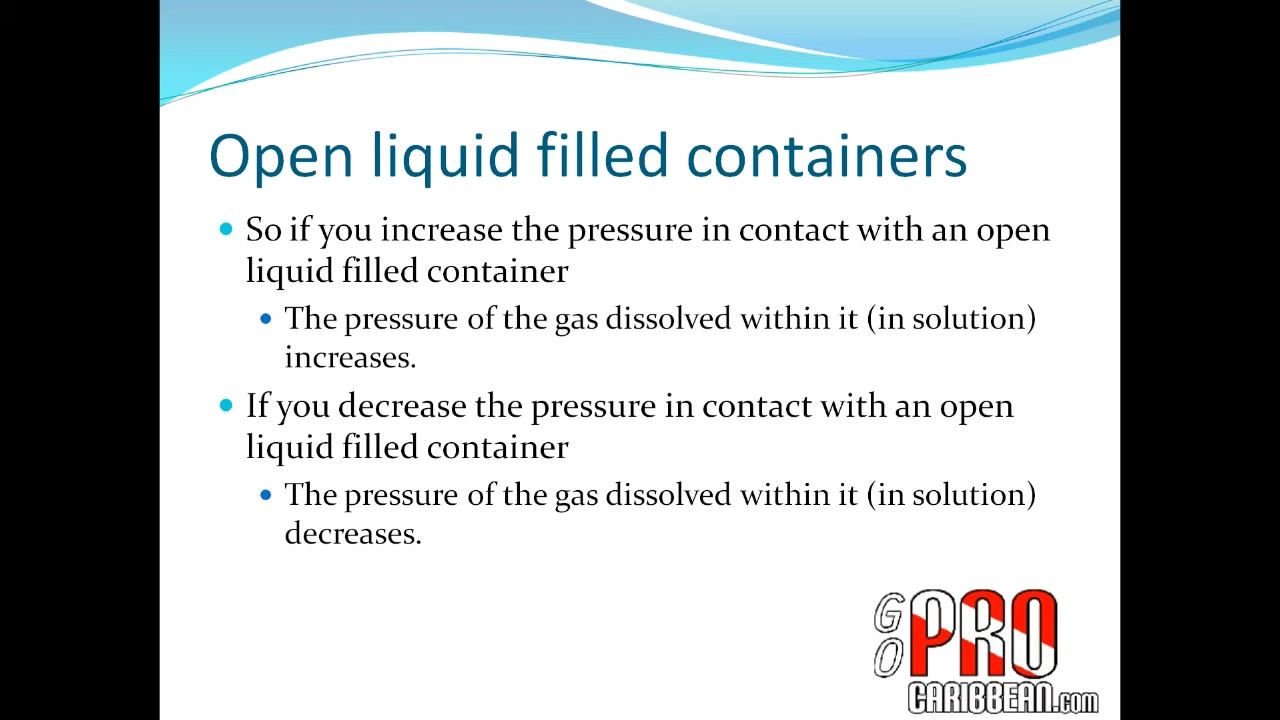 Open liquid filled containers
• So if you increase the pressure in contact with an open
liquid filled container
• The pressure of the gas dissolved within it (in solution)
increases.
• If you decrease the pressure in contact with an open
liquid filled container
• The pressure of the gas dissolved within it (in solution)
decreases.
GO PRO
CARIBBEAN.com